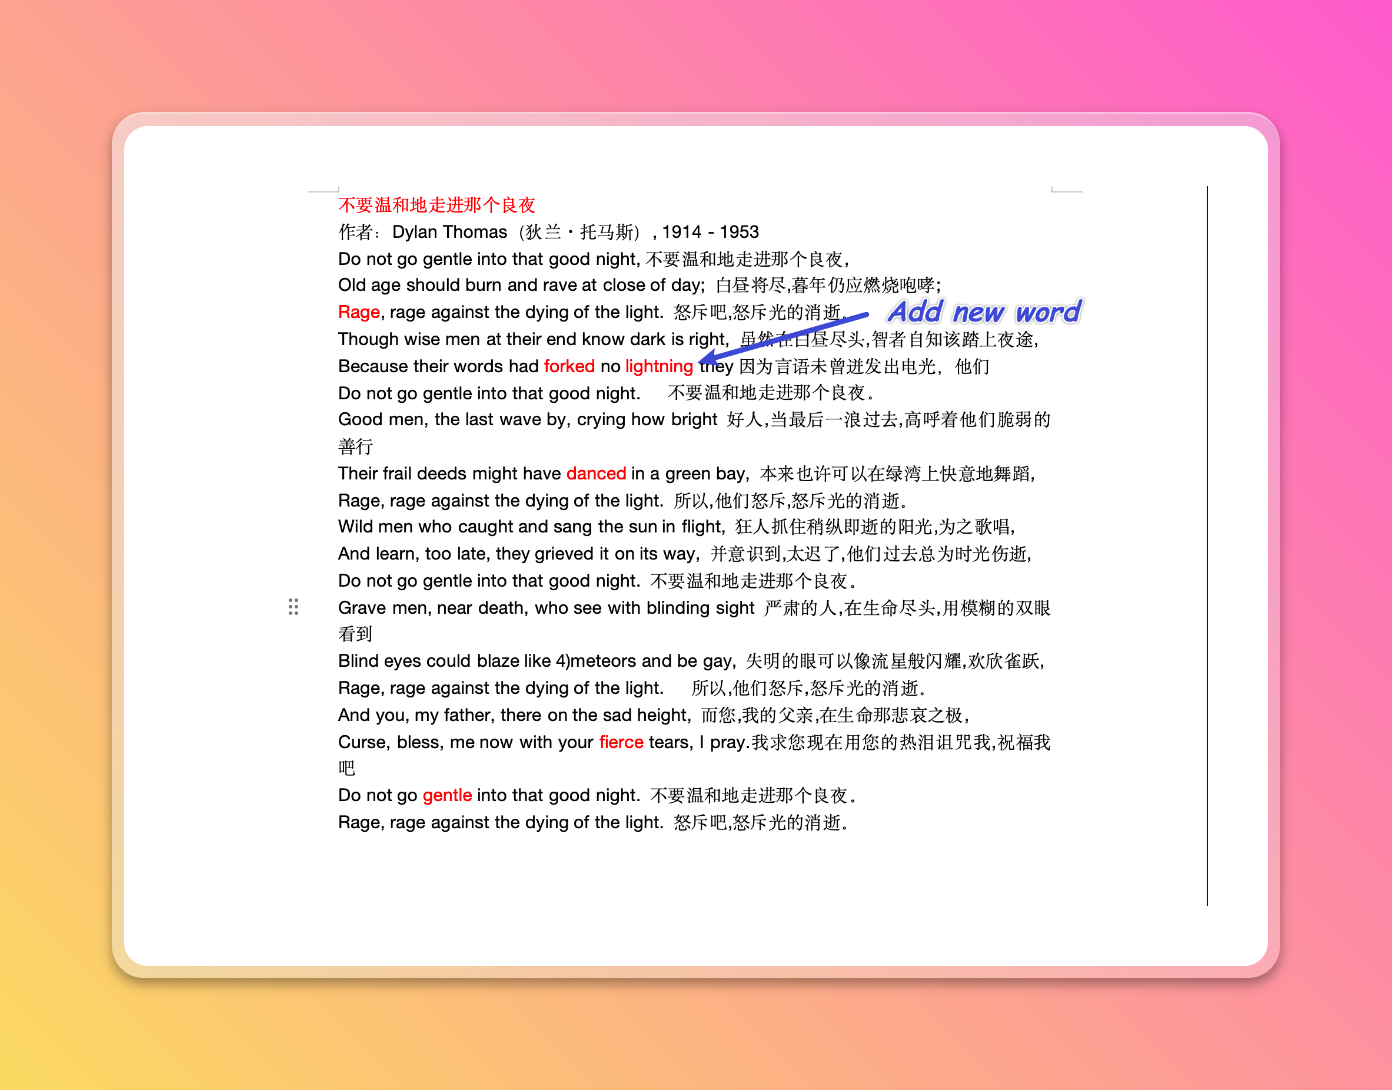 不要温和地走进那个良夜
作者：Dylan Thomas（狄兰・托马斯）, 1914 - 1953
Do not go gentle into that good night, 不要温和地走进那个良夜，
Old age should burn and rave at close of day; 白昼将尽,暮年仍应燃烧咆哮；
Rage, rage against the dying of the light. 怒斥吧,怒斥光的消逝。
Add new word
Though wise men at their end know dark is right, 虽然在白昼尽头,智者自知该踏上夜途,
Because their words had forked no lightning they 因为言语未曾迸发出电光，他们
Do not go gentle into that good night. 不要温和地走进那个良夜。
Good men, the last wave by, crying how bright 好人,当最后一浪过去,高呼着他们脆弱的
善行
Their frail deeds might have danced in a green bay, 本来也许可以在绿湾上快意地舞蹈,
Rage, rage against the dying of the light. 所以,他们怒斥,怒斥光的消逝。
Wild men who caught and sang the sun in flight, 狂人抓住稍纵即逝的阳光,为之歌唱,
And learn, too late, they grieved it on its way, 并意识到,太迟了,他们过去总为时光伤逝,
Do not go gentle into that good night. 不要温和地走进那个良夜。
Grave men, near death, who see with blinding sight 严肃的人,在生命尽头,用模糊的双眼
看到
Blind eyes could blaze like 4)meteors and be gay, 失明的眼可以像流星般闪耀,欢欣雀跃,
Rage, rage against the dying of the light. 所以,他们怒斥,怒斥光的消逝。
And you, my father, there on the sad height, 而您,我的父亲,在生命那悲哀之极，
Curse, bless, me now with your fierce tears, I pray.我求您现在用您的热泪诅咒我,祝福我
吧
Do not go gentle into that good night. 不要温和地走进那个良夜。
Rage, rage against the dying of the light. 怒斥吧,怒斥光的消逝。